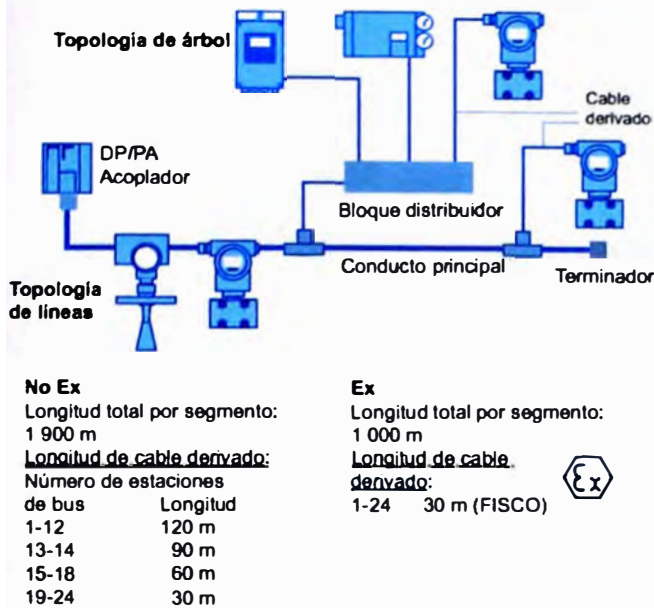 Topología de árbol
Cable
derivado
DP/PA
Acoplador
Bloque distribuidor
Conducto principal
Terminador
Topología
de líneas
No Ex
Longitud total por segmento:
1 900 m
Longitud de cable derivado:
Número de estaciones
de bus Longitud
1-12 120 m
13-14 90 m
15-18 60 m
19-24 30 m
Ex
Longitud total por segmento:
1 000 m
Longitud de cable
derivado:
1-24 30 m (FISCO)
Ex